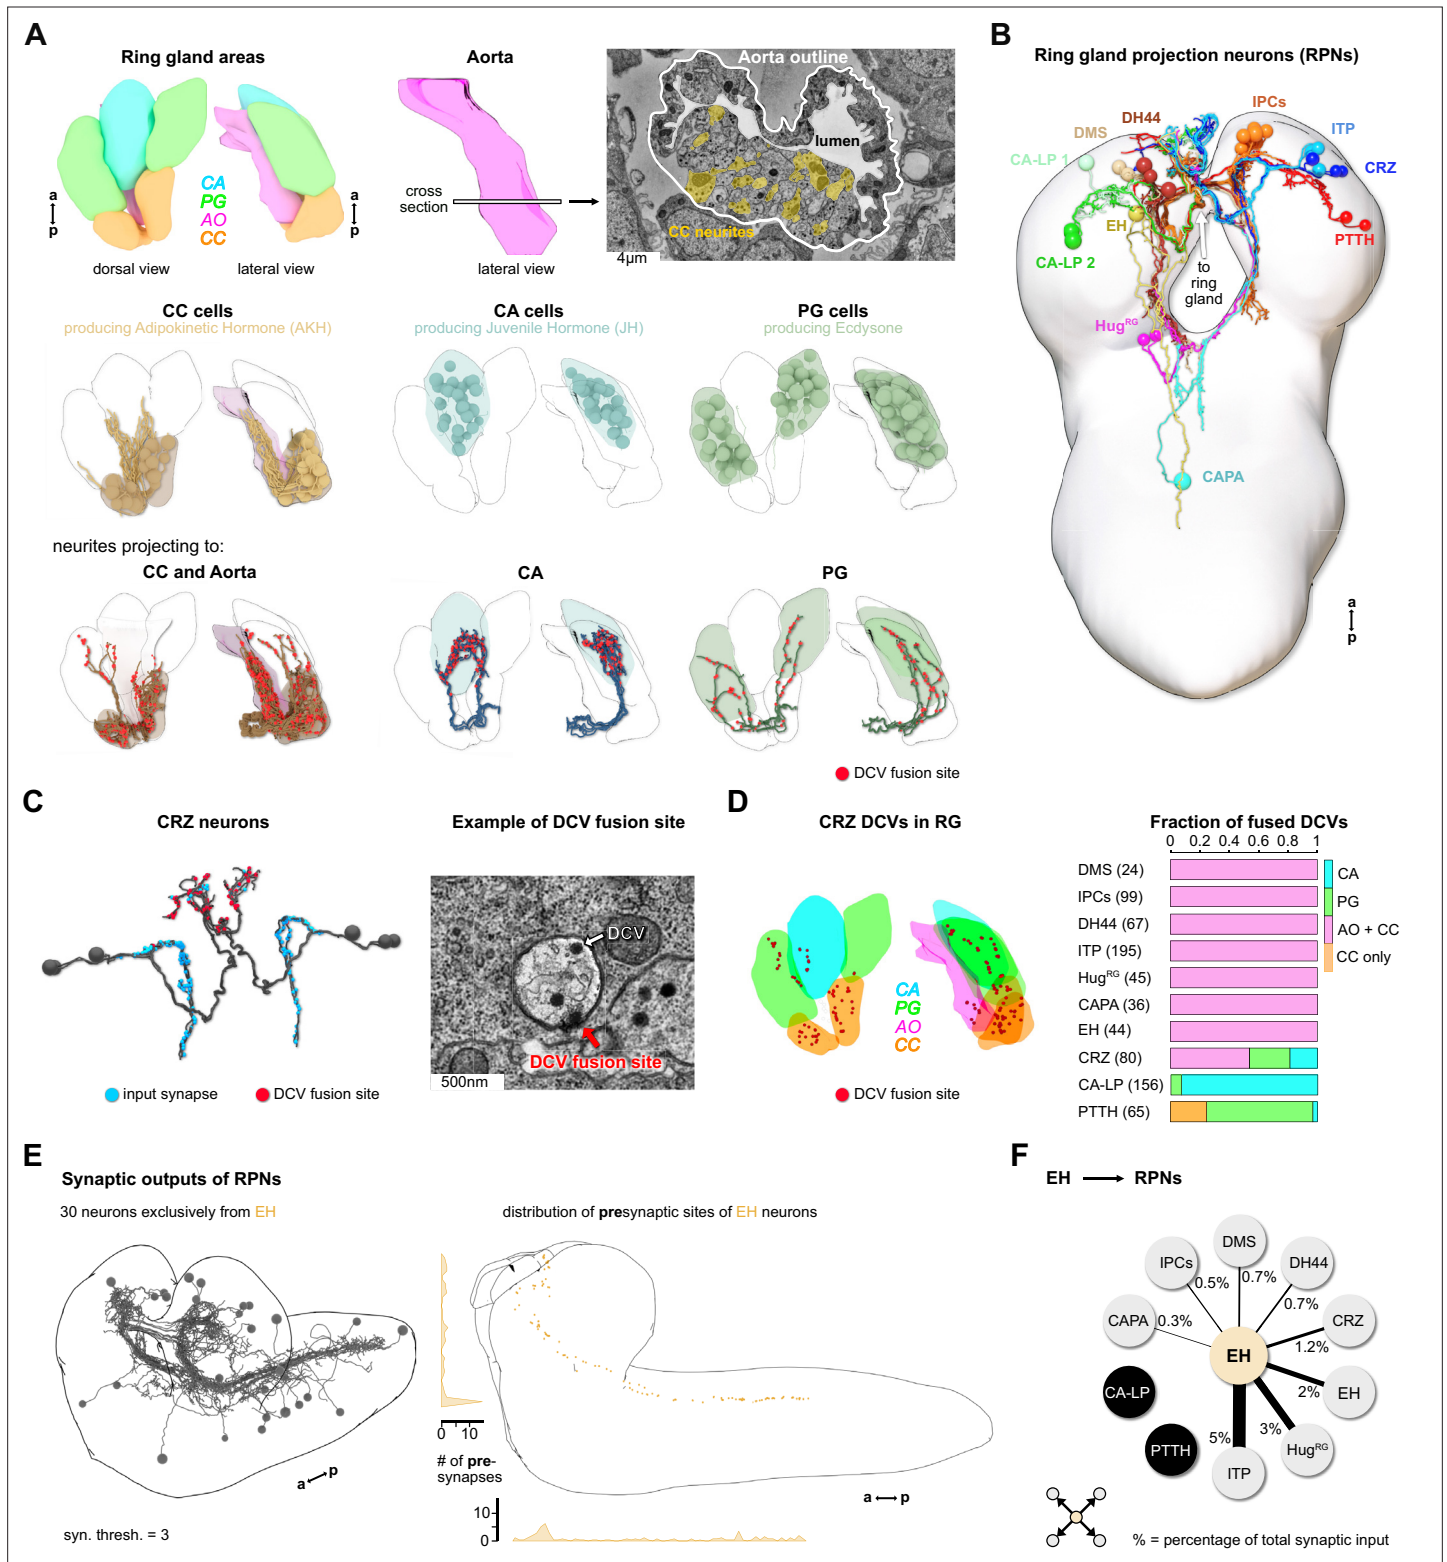 A
Ring gland areas
CA
PG
AO
CC
a
p
a
p
dorsal view
lateral view
Aorta
cross
section
lateral view
Aorta outline
lumen
CC neurites
4µm
CC cells
producing Adipokinetic Hormone (AKH)
CA cells
producing Juvenile Hormone (JH)
PG cells
producing Ecdysone
neurites projecting to:
CC and Aorta
CA
PG
DCV fusion site
B
Ring gland projection neurons (RPNs)
DH44
IPCs
DMS
ITP
CA-LP 1
CRZ
EH
PTTH
CA-LP 2
to
ring
gland
Hug^RG
CAPA
a
p
C
CRZ neurons
input synapse
DCV fusion site
Example of DCV fusion site
DCV
DCV fusion site
500nm
D
CRZ DCVs in RG
CA
PG
AO
CC
DCV fusion site
Fraction of fused DCVs
0 0.2 0.4 0.6 0.8 1
DMS (24)
IPCs (99)
DH44 (67)
ITP (195)
Hug^RG (45)
CAPA (36)
EH (44)
CRZ (80)
CA-LP (156)
PTTH (65)
CA
PG
AO + CC
CC only
E
Synaptic outputs of RPNs
30 neurons exclusively from EH
a p
syn. thresh. = 3
distribution of presynaptic sites of EH neurons
0 10
# of pre-
synapses
10
0
a p
F
EH RPNs
DMS
IPCs
DH44
0.5%
0.7%
0.7%
CAPA
0.3%
CRZ
1.2%
EH
CA-LP
2%
EH
3%
5%
PTTH
Hug^RG
ITP
% = percentage of total synaptic input